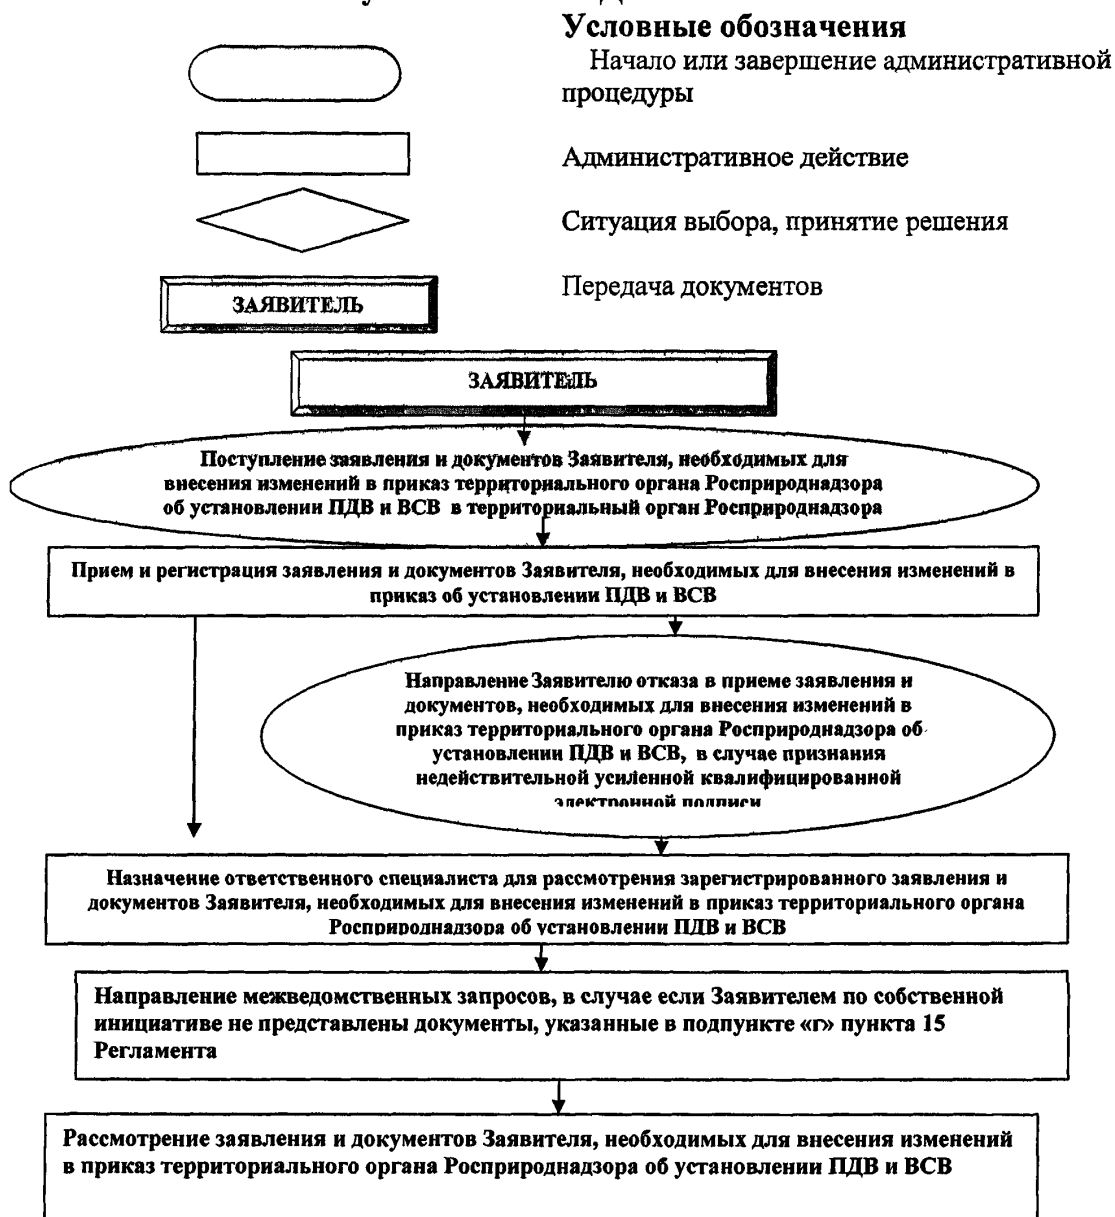 Условные обозначения
Начало или завершение административной
процедуры
Административное действие
Ситуация выбора, принятие решения
ЗАЯВИТЕЛЬ
Передача документов
ЗАЯВИТЕЛЬ
Поступление заявления и документов Заявителя, необходимых для
внесения изменений в приказ территориального органа Росприроднадзора
об установлении ПДВ и ВСВ в территориальный орган Росприроднадзора
Прием и регистрация заявления и документов Заявителя, необходимых для внесения изменений в
приказ об установлении ПДВ и ВСВ
Направление Заявителю отказа в приеме заявления и
документов, необходимых для внесения изменений в
приказ территориального органа Росприроднадзора об
установлении ПДВ и ВСВ, в случае признания
недействительной усиленной квалифицированной
электронной подписи
Назначение ответственного специалиста для рассмотрения зарегистрированного заявления и
документов Заявителя, необходимых для внесения изменений в приказ территориального органа
Росприроднадзора об установлении ПДВ и ВСВ
Направление межведомственных запросов, в случае если Заявителем по собственной
инициативе не представлены документы, указанные в подпункте «г» пункта 15
Регламента
Рассмотрение заявления и документов Заявителя, необходимых для внесения изменений
в приказ территориального органа Росприроднадзора об установлении ПДВ и ВСВ